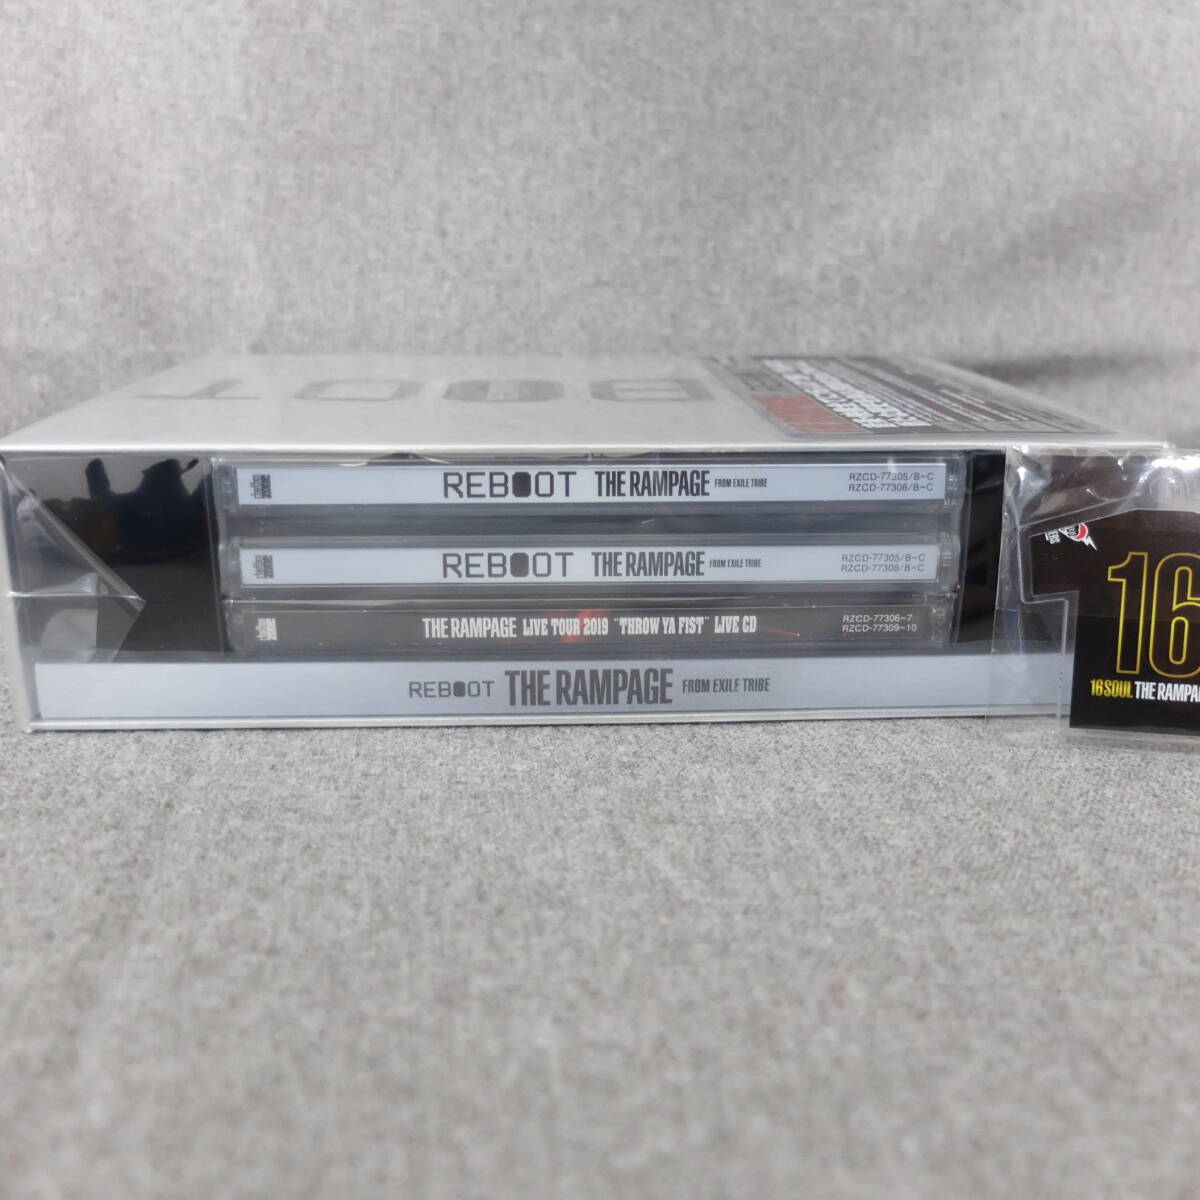 BOOT
REBOOT THE RAMPAGE FROM EXILE TRIBE
RZCD-77305/B~C
RZCD-77308/B~C
REBOOT THE RAMPAGE FROM EXILE TRIBE
RZCD-77305/B~C
RZCD-77308/B~C
THE RAMPAGE LIVE TOUR 2019 "THROW YA FIST" LIVE CD
RZCD-77306~7
RZCD-77309~10
REBOOT THE RAMPAGE FROM EXILE TRIBE
16
16SOUL THE RAMPA